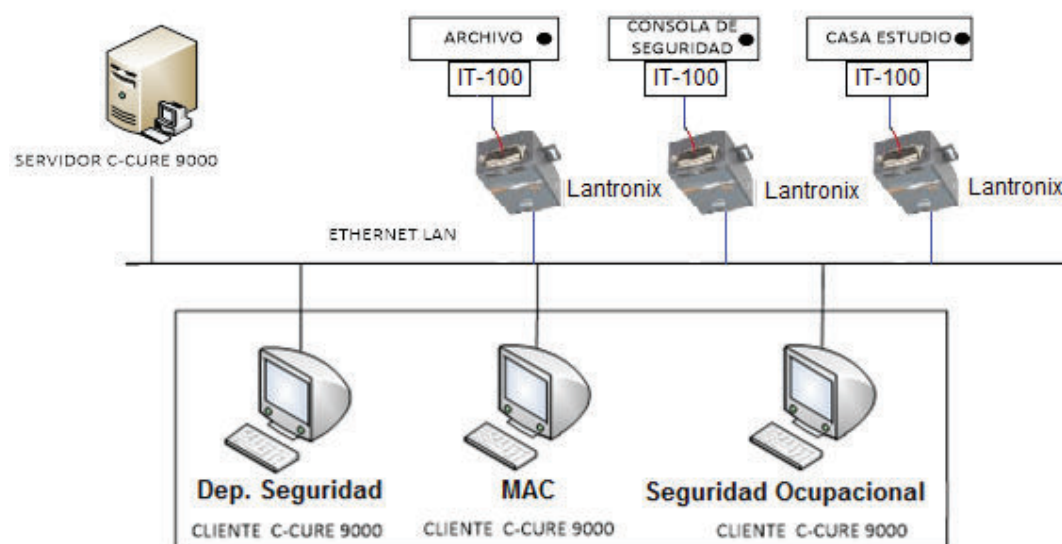 ARCHIVO
CONSOLA DE
SEGURIDAD
CASA ESTUDIO
IT-100
IT-100
IT-100
SERVIDOR C-CURE 9000
Lantronix
Lantronix
Lantronix
ETHERNET LAN
Dep. Seguridad
MAC
Seguridad Ocupacional
CLIENTE C-CURE 9000
CLIENTE C-CURE 9000
CLIENTE C-CURE 9000